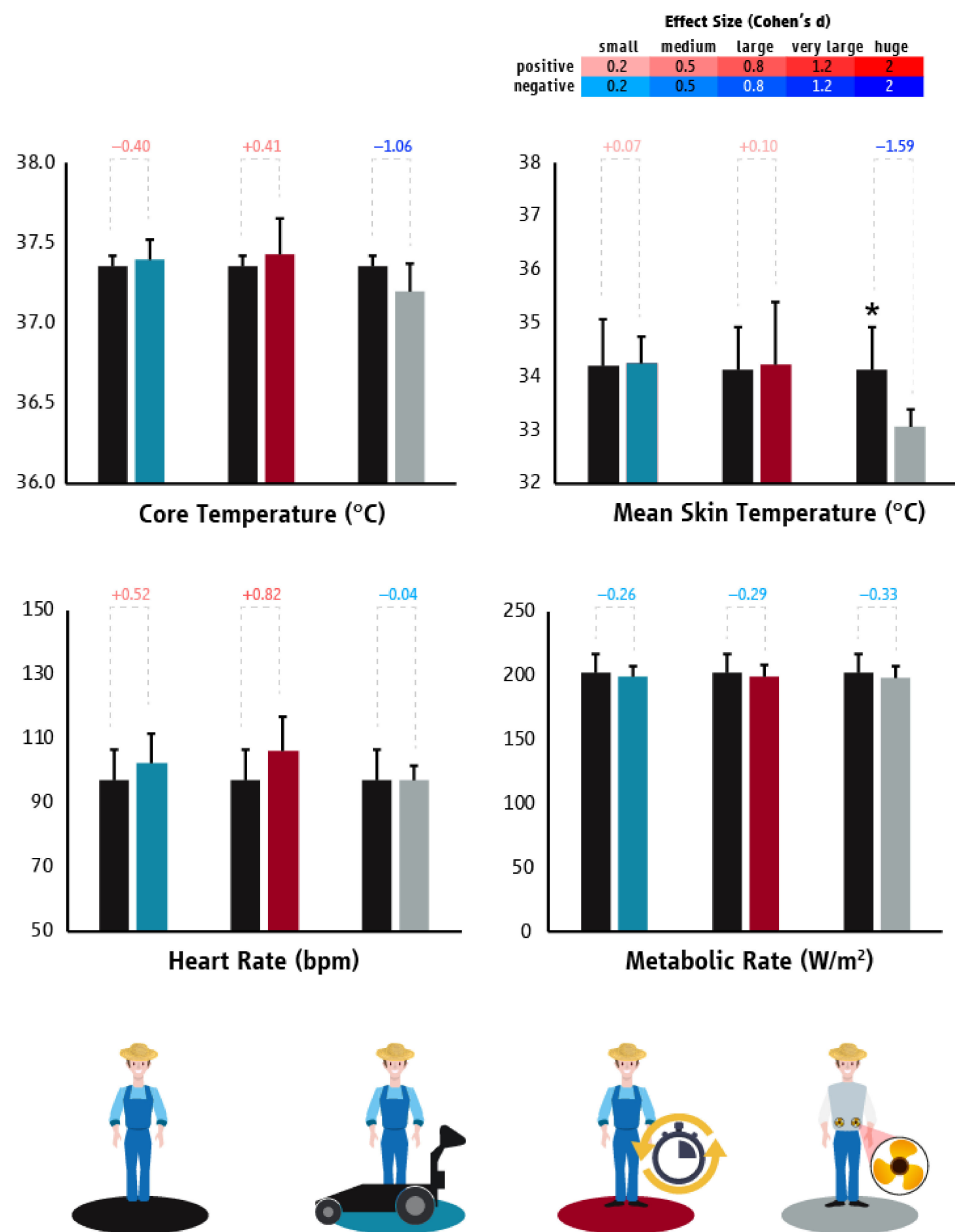 Effect Size (Cohen's d)
small medium large very large huge
positive 0.2 0.5 0.8 1.2 2
negative 0.2 0.5 0.8 1.2 2
−0.40 +0.41 −1.06
38.0
37.5
37.0
36.5
36.0
Core Temperature (°C)
+0.07 +0.10 −1.59
38
37
36
35
34
33
32
*
Mean Skin Temperature (°C)
+0.52 +0.82 −0.04
150
130
110
90
70
50
Heart Rate (bpm)
−0.26 −0.29 −0.33
250
200
150
100
50
0
Metabolic Rate (W/m²)